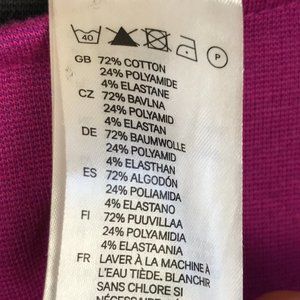 40 P
GB 72% COTTON
24% POLYAMIDE
4% ELASTANE
CZ 72% BAVLNA
24% POLYAMID
4% ELASTAN
DE 72% BAUMWOLLE
24% POLYAMID
4% ELASTHAN
ES 72% ALGODÓN
24% POLIAMIDA
4% ELASTANO
FI 72% PUUVILLAA
24% POLYAMIDIA
4% ELASTAANIA
FR LAVER À LA MACHINE À
L'EAU TIÈDE. BLANCHIR
SANS CHLORE SI
NÉCESSAIRE